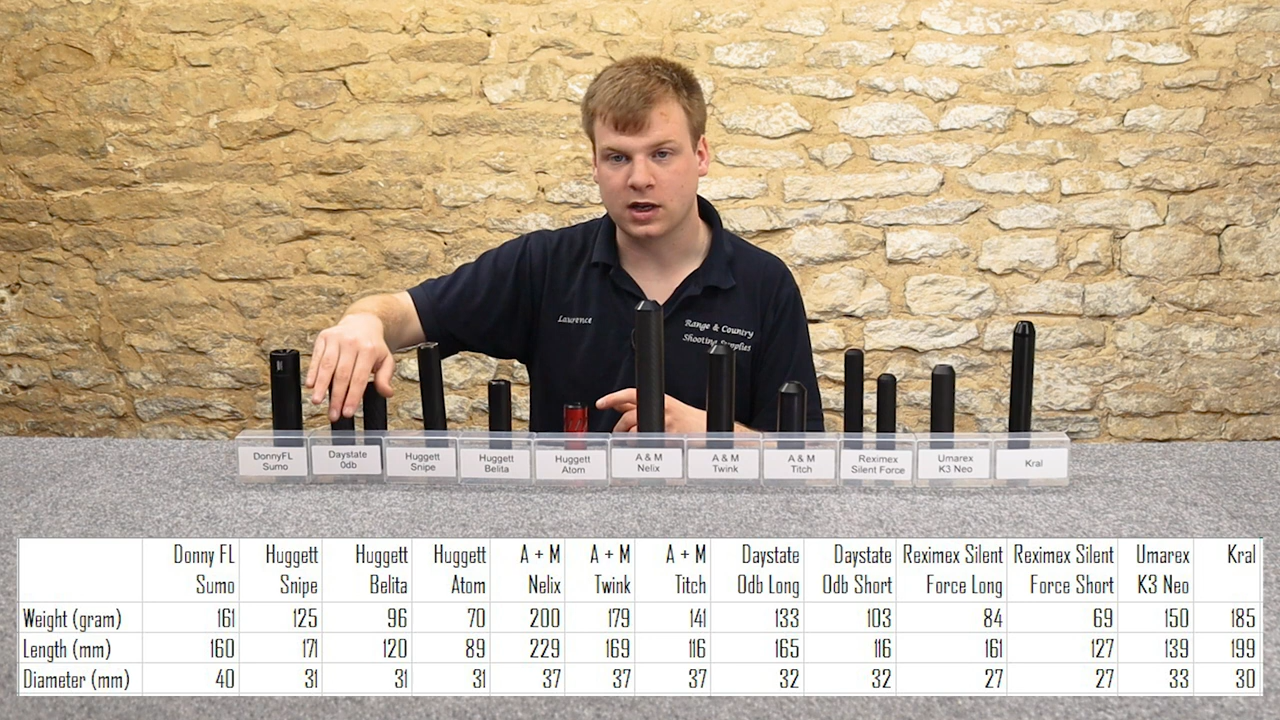 Lawrence
Range & Country
Shooting Supplies
DonnyFL
Sumo
Daystate
0db
Huggett
Snipe
Huggett
Belita
Huggett
Atom
A & M
Nelix
A & M
Twink
A & M
Titch
Reximex
Silent Force
Umarex
K3 Neo
Kral
Donny FL Sumo Huggett Snipe Huggett Belita Huggett Atom A + M Nelix A + M Twink A + M Titch Daystate 0db Long Daystate 0db Short Reximex Silent Force Long Reximex Silent Force Short Umarex K3 Neo Kral
Weight (gram) 161 125 96 70 200 179 141 133 103 84 69 150 185
Length (mm) 160 171 120 89 229 169 116 165 116 161 127 139 199
Diameter (mm) 40 31 31 31 37 37 37 32 32 27 27 33 30